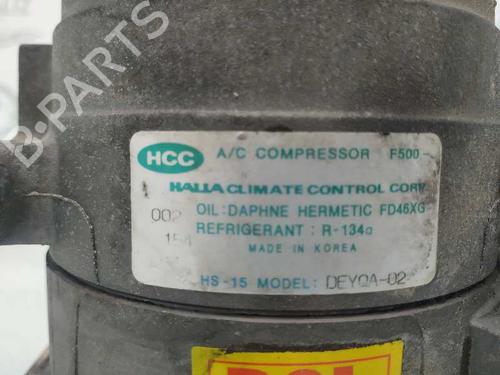 HCC A/C COMPRESSOR F500-
HALLA CLIMATE CONTROL CORP.
002 OIL:DAPHNE HERMETIC FD46XG
REFRIGERANT : R-134a
MADE IN KOREA
HS-15 MODEL: DEYOA-02
B-PARTS